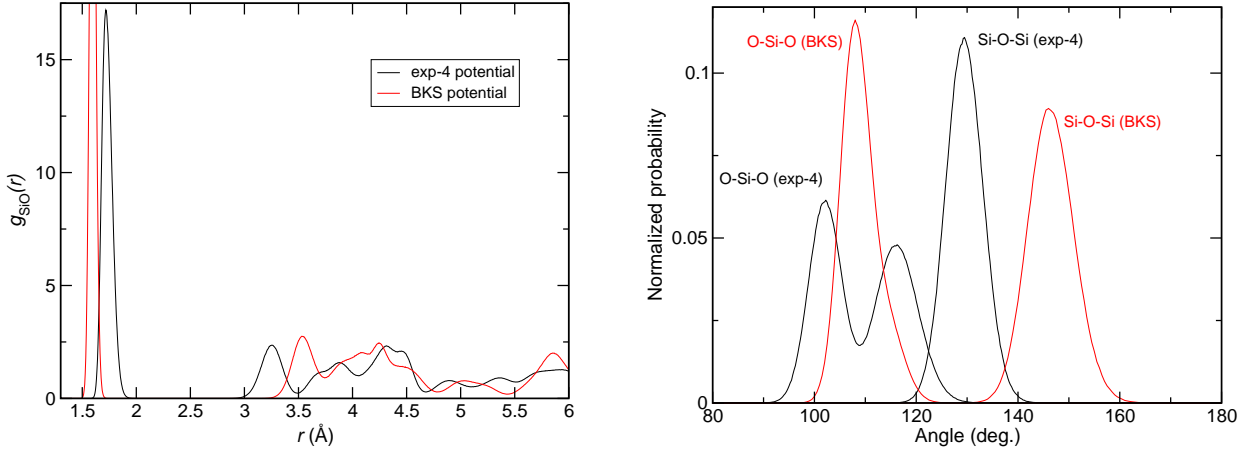 15
10
5
0
g_SiO(r)
exp-4 potential
BKS potential
1.5
2
2.5
3
3.5
4
4.5
5
5.5
6
r (Å)
O-Si-O (BKS)
Si-O-Si (exp-4)
Si-O-Si (BKS)
O-Si-O (exp-4)
0.1
0.05
0
Normalized probability
80
100
120
140
160
180
Angle (deg.)